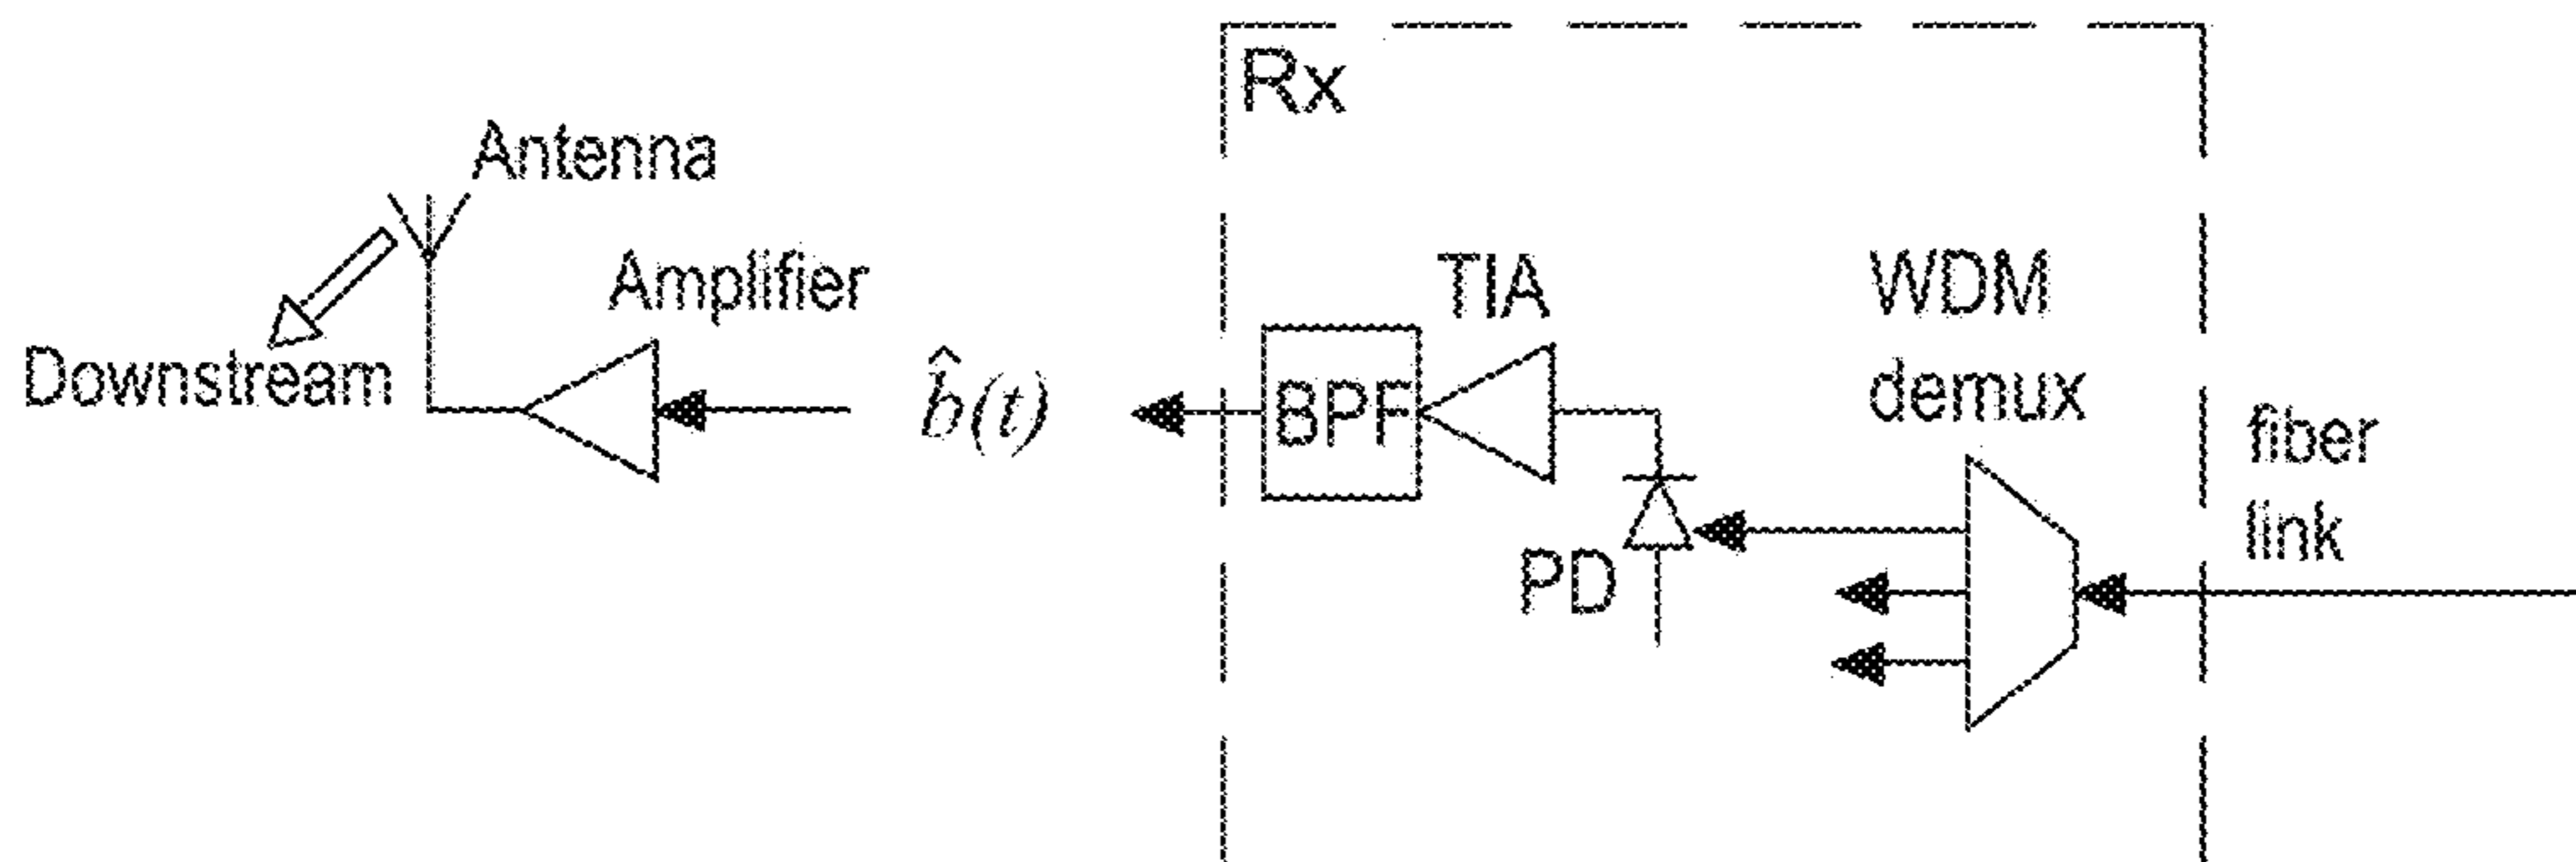 Rx
Antenna
Amplifier
TIA
WDM
demux
Downstream
b̂(t)
BPF
fiber
link
PD